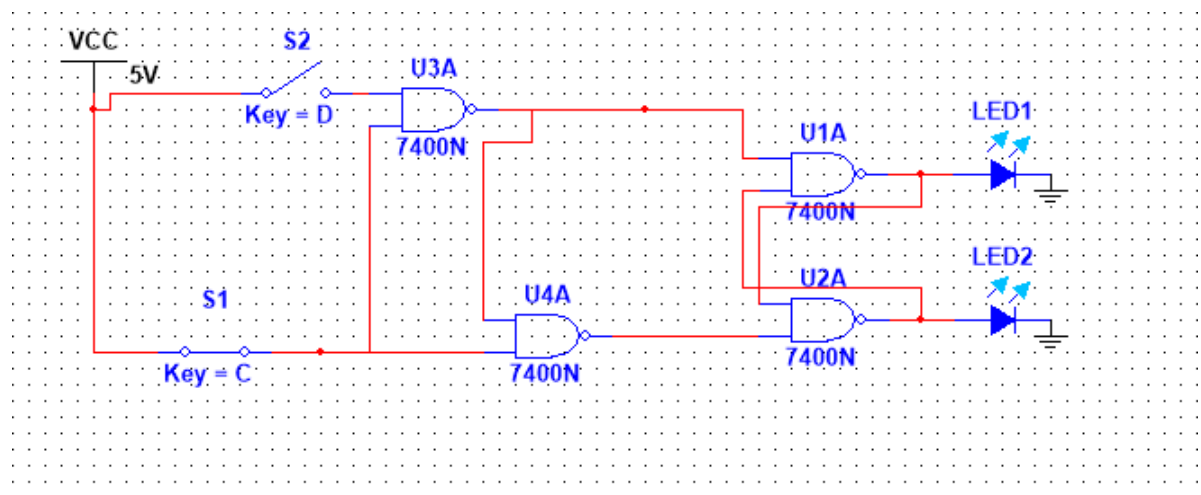 VCC
5V
S2
Key = D
U3A
7400N
U1A
7400N
LED1
S1
Key = C
U4A
7400N
U2A
7400N
LED2